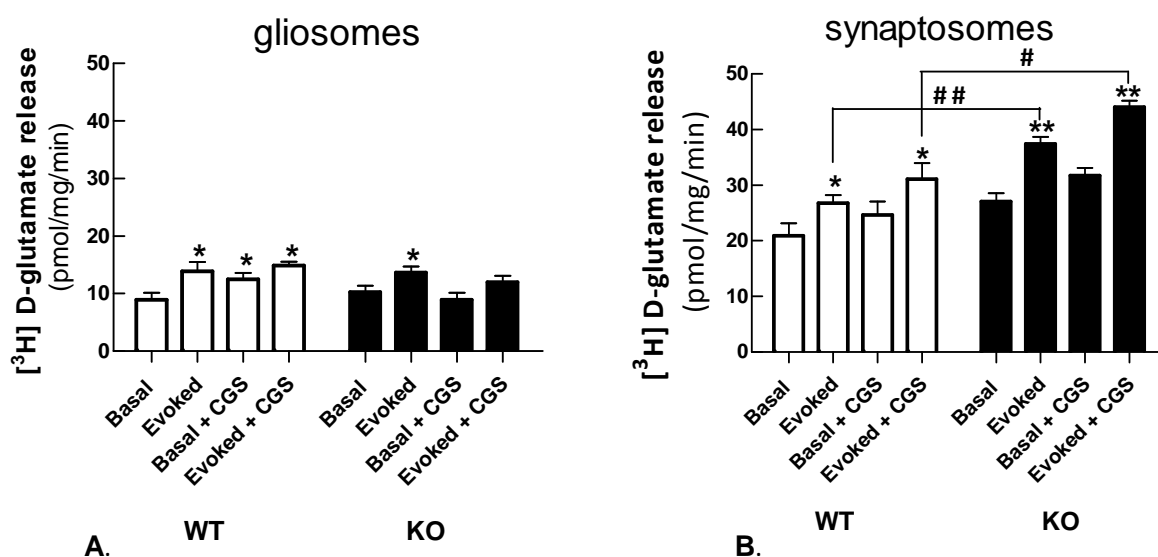 gliosomes
[³H] D-glutamate release
(pmol/mg/min)
50
40
30
20
10
0
*
*
*
*
Basal
Evoked
Basal + CGS
Evoked + CGS
Basal
Evoked
Basal + CGS
Evoked + CGS
WT
KO
A.
synaptosomes
[³H] D-glutamate release
(pmol/mg/min)
50
40
30
20
10
0
#
##
*
*
**
**
Basal
Evoked
Basal + CGS
Evoked + CGS
Basal
Evoked
Basal + CGS
Evoked + CGS
WT
KO
B.